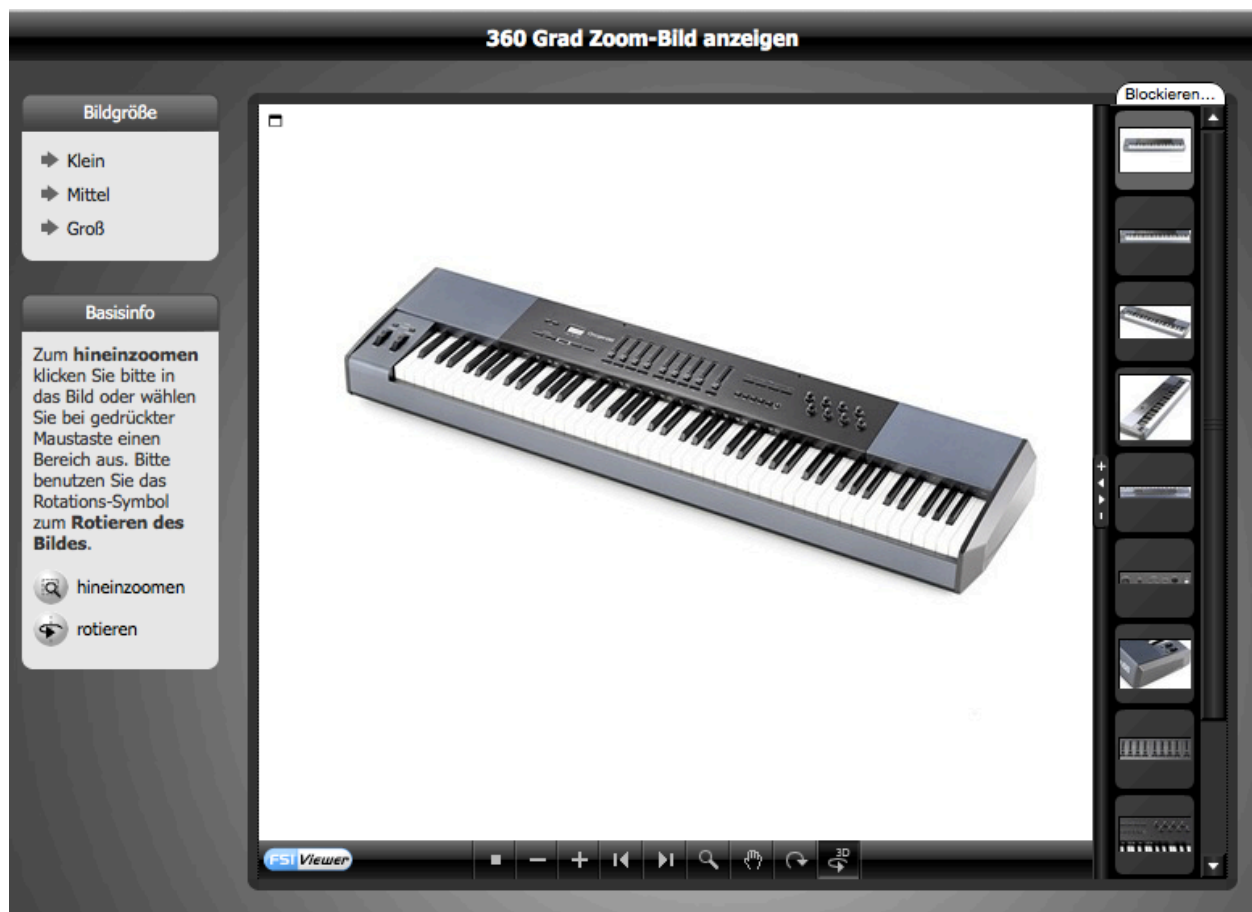 360 Grad Zoom-Bild anzeigen
Blockieren...
Bildgröße
Klein
Mittel
Groß
Basisinfo
Zum hineinzoomen
klicken Sie bitte in
das Bild oder wählen
Sie bei gedrückter
Maustaste einen
Bereich aus. Bitte
benutzen Sie das
Rotations-Symbol
zum Rotieren des
Bildes.
hineinzoomen
rotieren
FSI Viewer
3D